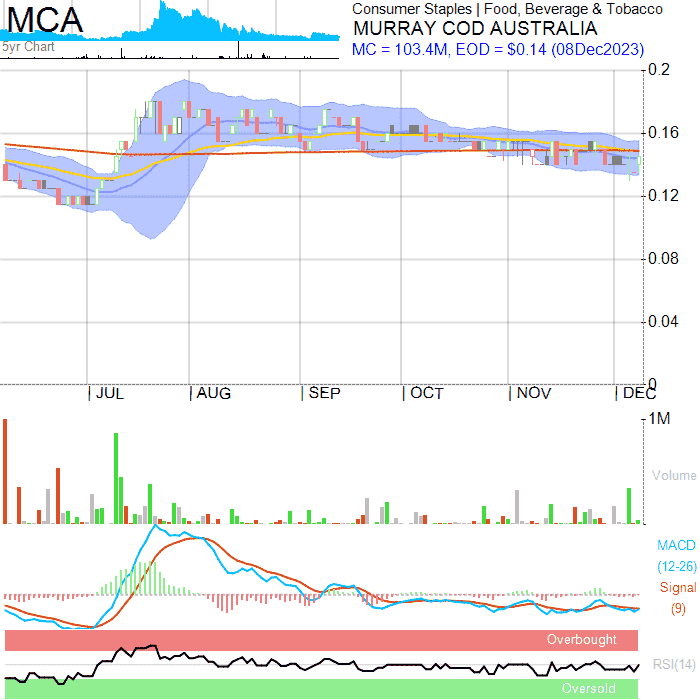 MCA
5yr Chart
Consumer Staples | Food, Beverage & Tobacco
MURRAY COD AUSTRALIA
MC = 103.4M, EOD = $0.14 (08Dec2023)
0.2
0.16
0.12
0.08
0.04
0
JUL AUG SEP OCT NOV DEC
1M
Volume
MACD
(12-26)
Signal
(9)
Overbought
RSI(14)
Oversold